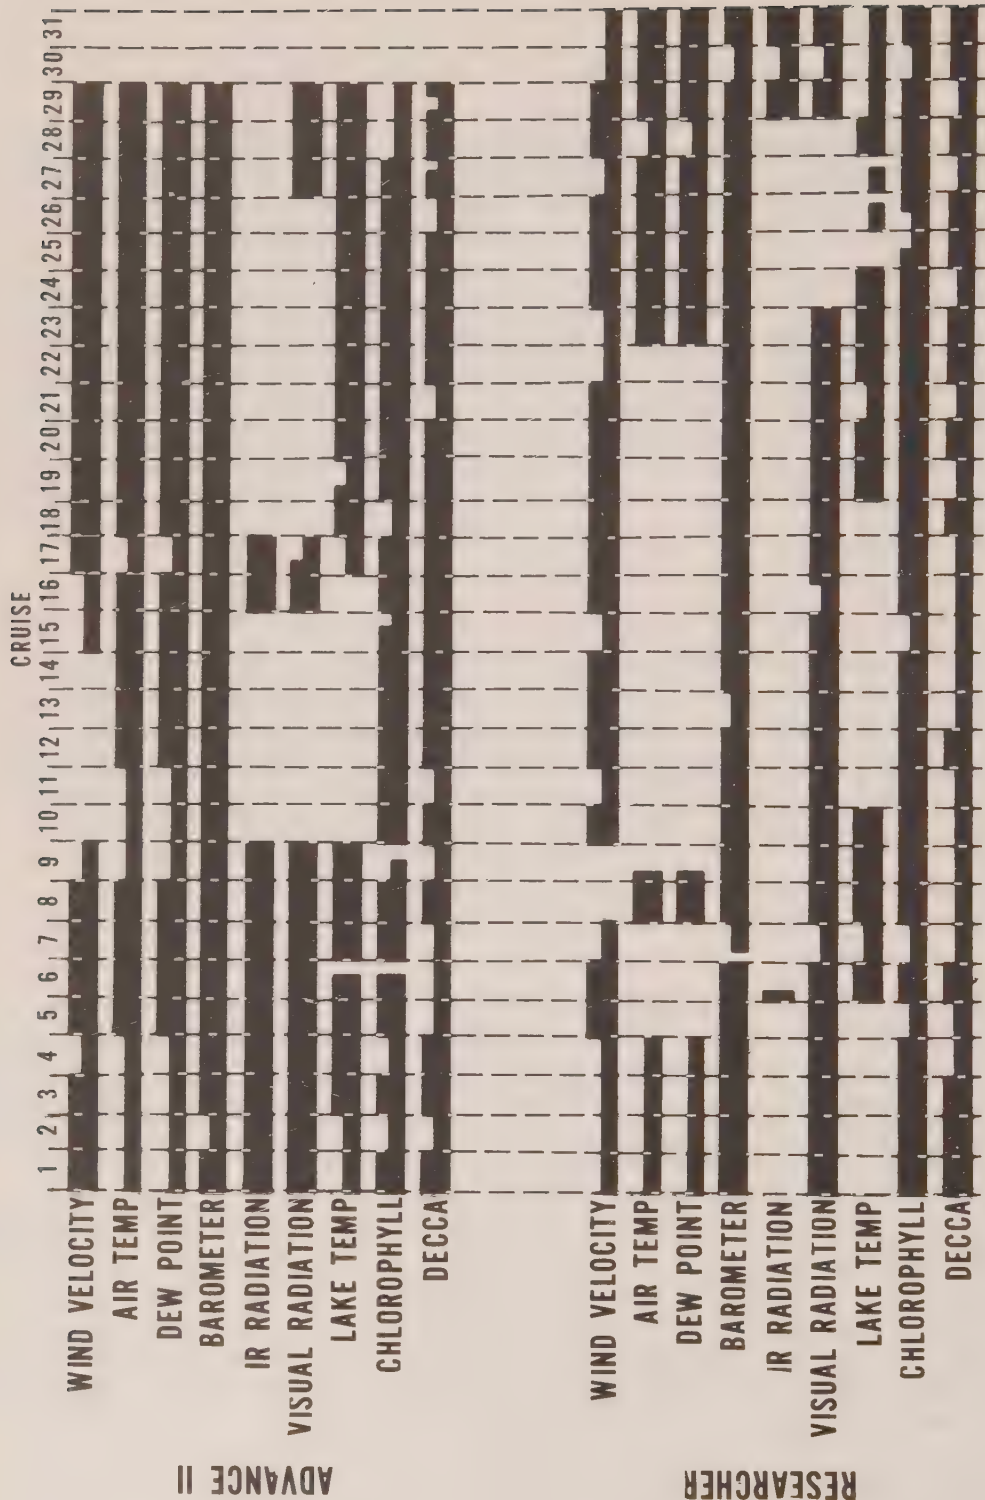 CRUISE
1 2 3 4 5 6 7 8 9 10 11 12 13 14 15 16 17 18 19 20 21 22 23 24 25 26 27 28 29 30 31
ADVANCE II
WIND VELOCITY
AIR TEMP
DEW POINT
BAROMETER
IR RADIATION
VISUAL RADIATION
LAKE TEMP
CHLOROPHYLL
DECCA
RESEARCHER
WIND VELOCITY
AIR TEMP
DEW POINT
BAROMETER
IR RADIATION
VISUAL RADIATION
LAKE TEMP
CHLOROPHYLL
DECCA